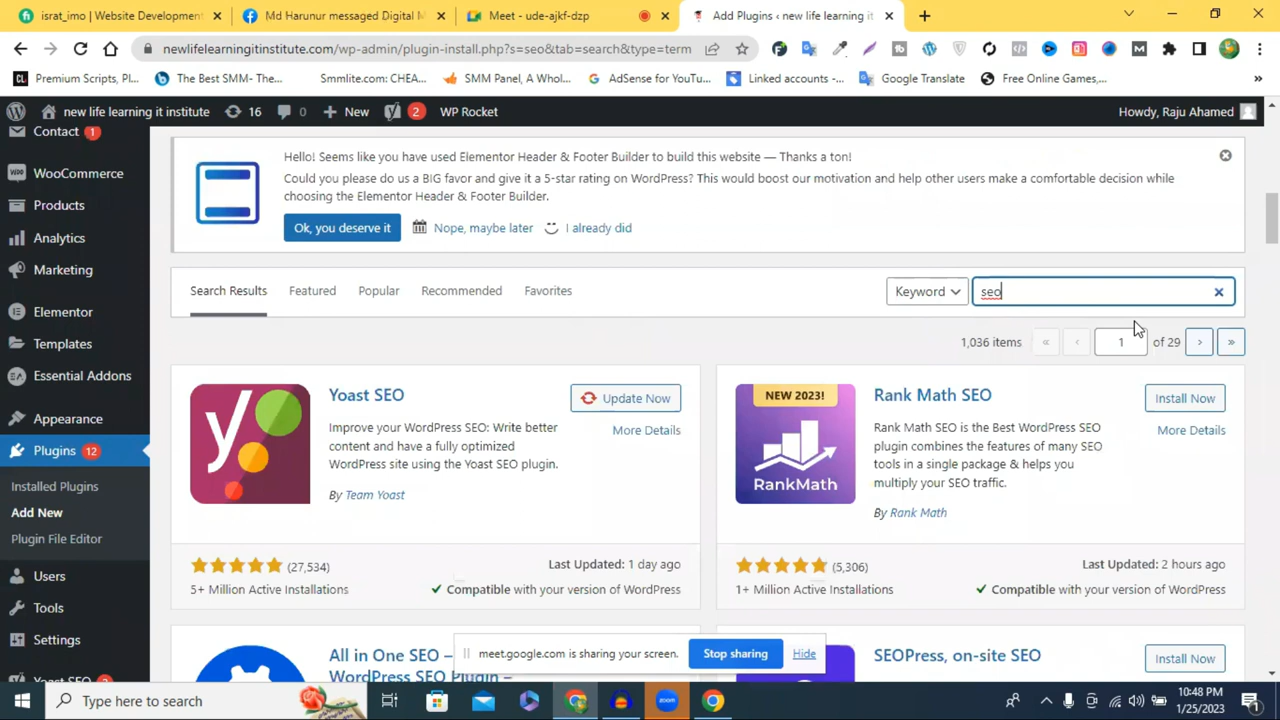 israt_imo | Website Development
Md Harunur messaged Digital M
Meet - ude-ajkf-dzp
Add Plugins ‹ new life learning it i
newlifelearningitinstitute.com/wp-admin/plugin-install.php?s=seo&tab=search&type=term
Premium Scripts, Pl...
The Best SMM- The...
Smmlite.com: CHEA...
SMM Panel, A Whol...
AdSense for YouTu...
Linked accounts -...
Google Translate
Free Online Games,...
new life learning it institute
16
0
New
2
WP Rocket
Howdy, Raju Ahamed
Contact 1
WooCommerce
Products
Analytics
Marketing
Elementor
Templates
Essential Addons
Appearance
Plugins 12
Installed Plugins
Add New
Plugin File Editor
Users
Tools
Settings
Yoast SEO 2
Hello! Seems like you have used Elementor Header & Footer Builder to build this website — Thanks a ton!
Could you please do us a BIG favor and give it a 5-star rating on WordPress? This would boost our motivation and help other users make a comfortable decision while
choosing the Elementor Header & Footer Builder.
Ok, you deserve it
Nope, maybe later
I already did
Search Results
Featured
Popular
Recommended
Favorites
Keyword
seo
1,036 items
«
‹
1
of 29
›
»
Yoast SEO
Update Now
More Details
Improve your WordPress SEO: Write better
content and have a fully optimized
WordPress site using the Yoast SEO plugin.
By Team Yoast
(27,534)
Last Updated: 1 day ago
5+ Million Active Installations
Compatible with your version of WordPress
NEW 2023!
RankMath
Rank Math SEO
Install Now
More Details
Rank Math SEO is the Best WordPress SEO
plugin combines the features of many SEO
tools in a single package & helps you
multiply your SEO traffic.
By Rank Math
(5,306)
Last Updated: 2 hours ago
1+ Million Active Installations
Compatible with your version of WordPress
All in One SEO –
WordPress SEO Plugin –
SEOPress, on-site SEO
Install Now
meet.google.com is sharing your screen.
Stop sharing
Hide
Type here to search
zoom
10:48 PM
1/25/2023
1